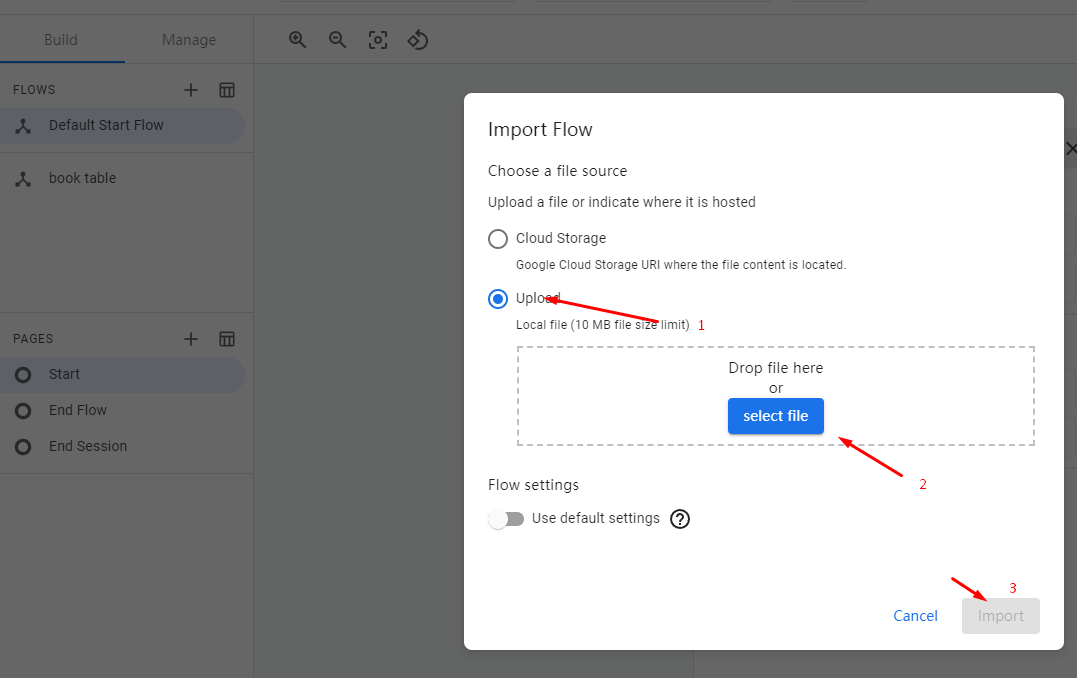 Build
Manage
FLOWS
Default Start Flow
book table
PAGES
Start
End Flow
End Session
Import Flow
Choose a file source
Upload a file or indicate where it is hosted
Cloud Storage
Google Cloud Storage URI where the file content is located.
Upload
Local file (10 MB file size limit) 1
Drop file here
or
select file
2
Flow settings
Use default settings
3
Cancel
Import